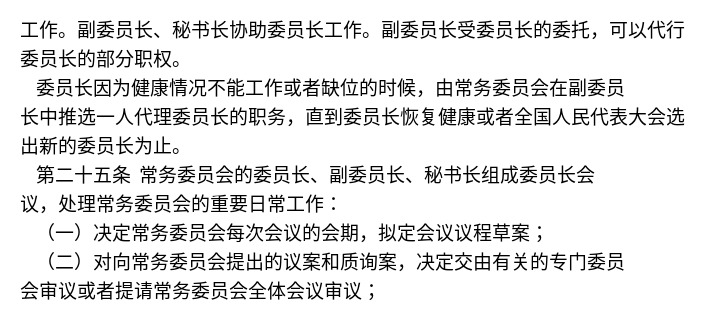 工作。副委员长、秘书长协助委员长工作。副委员长受委员长的委托，可以代行
委员长的部分职权。
委员长因为健康情况不能工作或者缺位的时候，由常务委员会在副委员
长中推选一人代理委员长的职务，直到委员长恢复健康或者全国人民代表大会选
出新的委员长为止。
第二十五条 常务委员会的委员长、副委员长、秘书长组成委员长会
议，处理常务委员会的重要日常工作：
（一）决定常务委员会每次会议的会期，拟定会议议程草案；
（二）对向常务委员会提出的议案和质询案，决定交由有关的专门委员
会审议或者提请常务委员会全体会议审议；